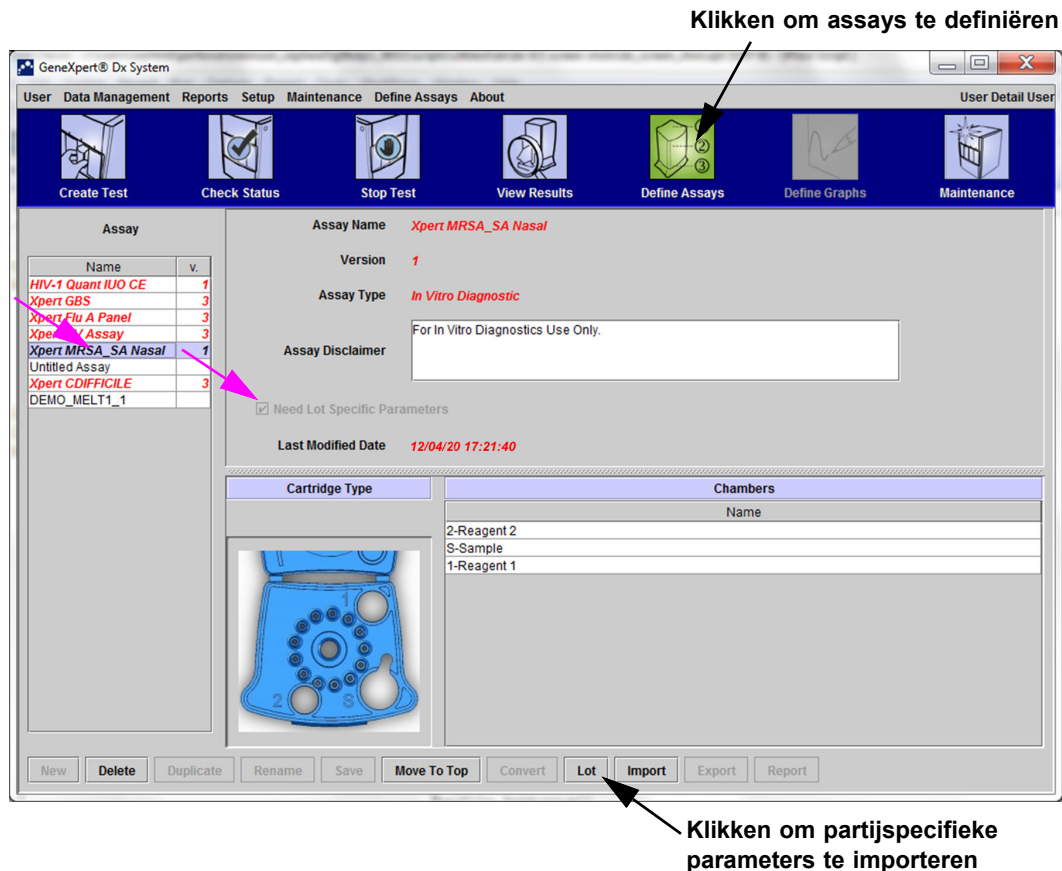 Klikken om assays te definiëren
GeneXpert® Dx System
User Data Management Reports Setup Maintenance Define Assays About User Detail User
Create Test Check Status Stop Test View Results Define Assays Define Graphs Maintenance
Assay
Name v.
HIV-1 Quant IUO CE 1
Xpert GBS 3
Xpert Flu A Panel 3
Assay 3
Xpert MRSA_SA Nasal 1
Untitled Assay
Xpert CDIFFICILE 3
DEMO_MELT1_1
Assay Name Xpert MRSA_SA Nasal
Version 1
Assay Type In Vitro Diagnostic
Assay Disclaimer For In Vitro Diagnostics Use Only.
Need Lot Specific Parameters
Last Modified Date 12/04/20 17:21:40
Cartridge Type
1
2 S
Chambers
Name
2-Reagent 2
S-Sample
1-Reagent 1
New Delete Duplicate Rename Save Move To Top Convert Lot Import Export Report
Klikken om partijspecifieke
parameters te importeren